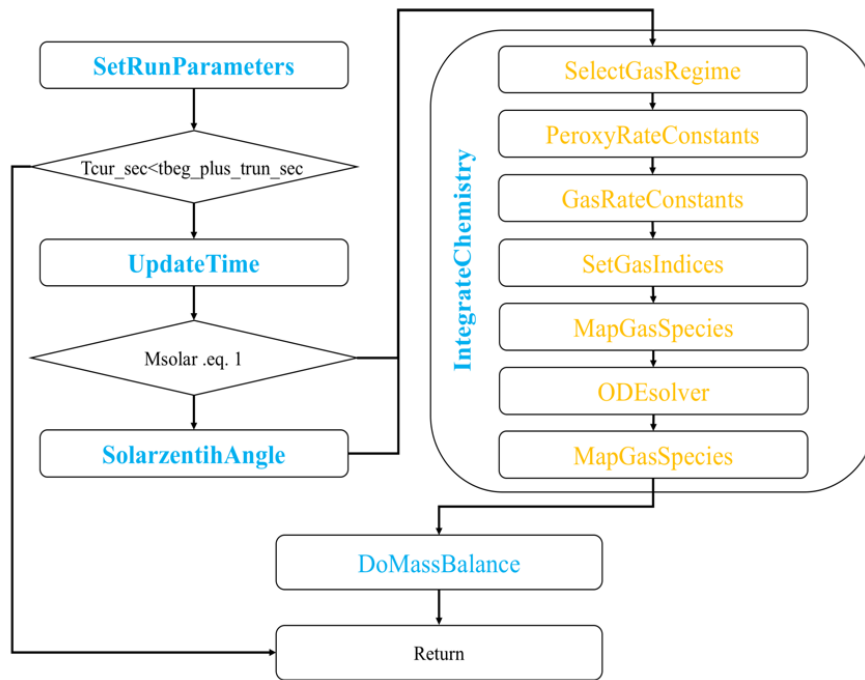 SetRunParameters
Tcur_sec<tbeg_plus_trun_sec
UpdateTime
Msolar .eq. 1
SolarzentihAngle
IntegrateChemistry
SelectGasRegime
PeroxyRateConstants
GasRateConstants
SetGasIndices
MapGasSpecies
ODEsolver
MapGasSpecies
DoMassBalance
Return